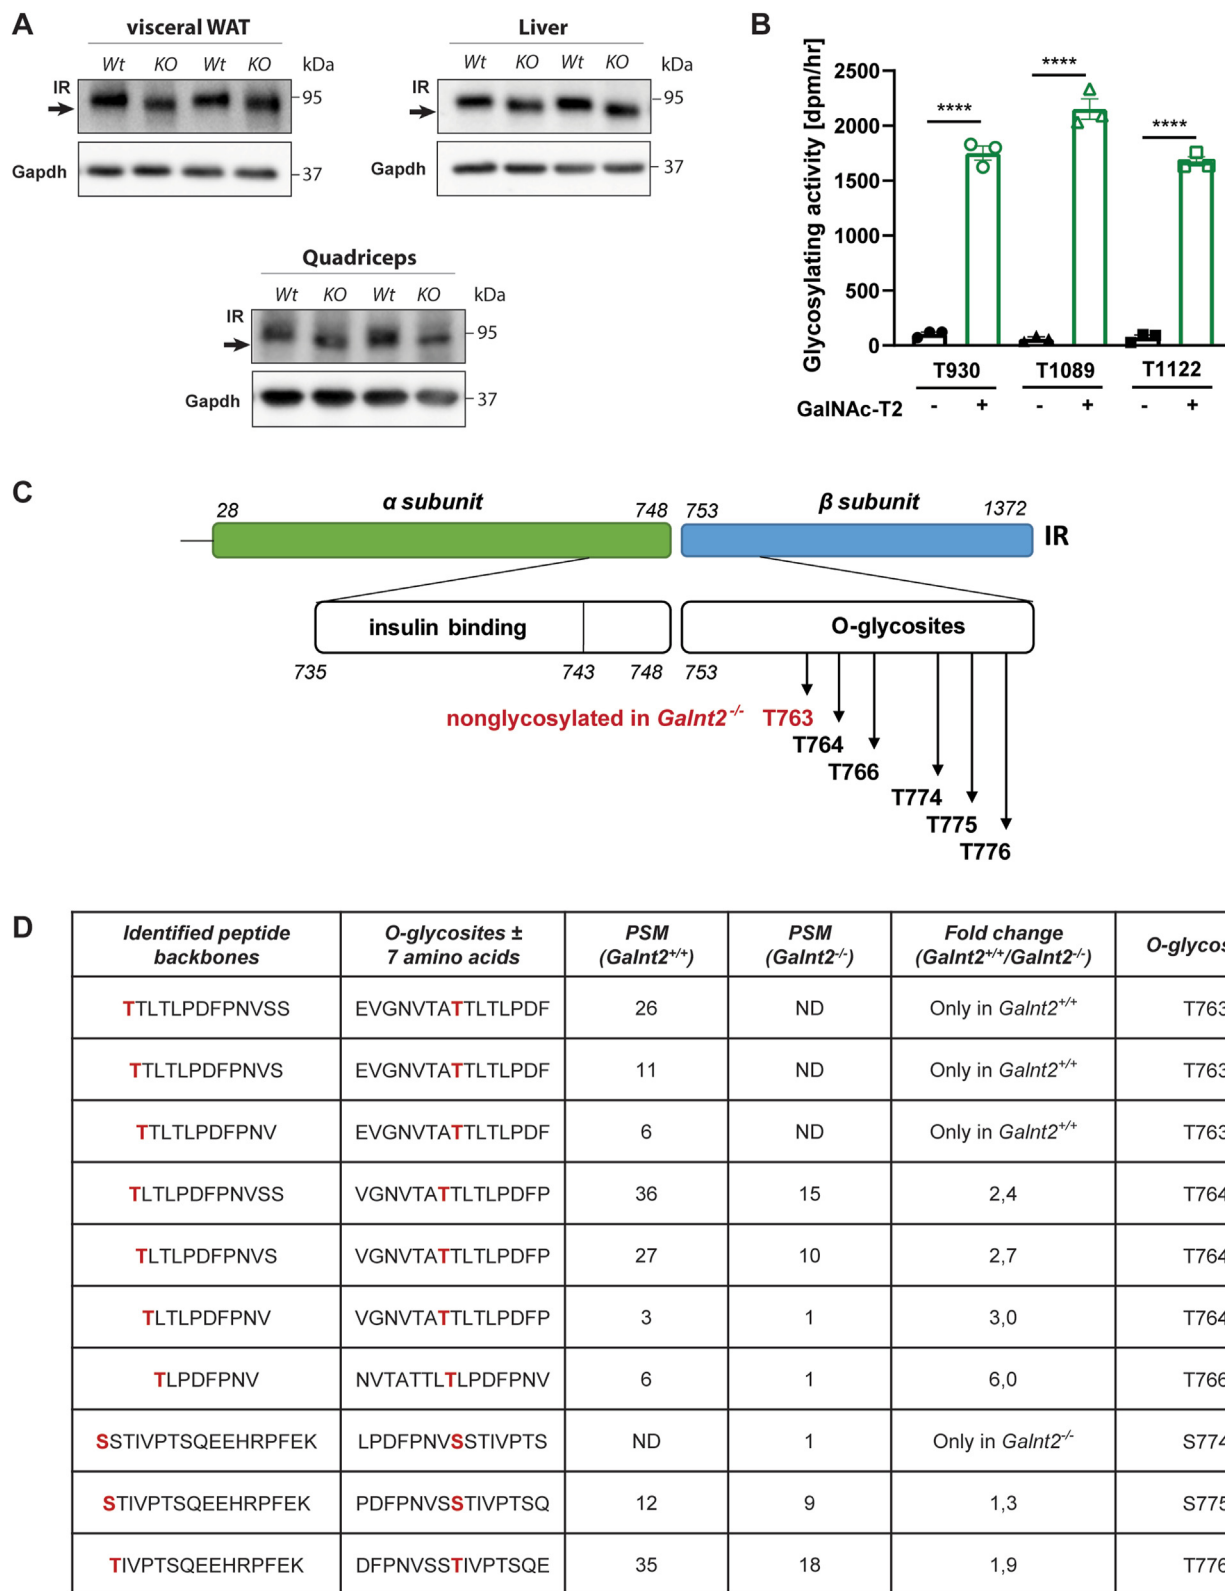 A
visceral WAT
Wt KO Wt KO kDa
IR
95
Gapdh
37
Liver
Wt KO Wt KO kDa
IR
95
Gapdh
37
Quadriceps
Wt KO Wt KO kDa
IR
95
Gapdh
37
B
Glycosylating activity [dpm/hr]
2500
2000
1500
1000
500
0
**** **** ****
T930 T1089 T1122
GalNAc-T2 - + - + - +
C
28 α subunit 748 753 β subunit 1372 IR
insulin binding O-glycosites
735 743 748 753
nonglycosylated in Galnt2-/- T763
T764
T766
T774
T775
T776
D
Identified peptide backbones O-glycosites ± 7 amino acids PSM (Galnt2+/+) PSM (Galnt2-/-) Fold change (Galnt2+/+/Galnt2-/-) O-glycos
TTLTLPDFPNVSS EVGNVTATTLTLPDF 26 ND Only in Galnt2+/+ T763
TTLTLPDFPNVS EVGNVTATTLTLPDF 11 ND Only in Galnt2+/+ T763
TTLTLPDFPNV EVGNVTATTLTLPDF 6 ND Only in Galnt2+/+ T763
TLTLPDFPNVSS VGNVTATTLTLPDFP 36 15 2,4 T764
TLTLPDFPNVS VGNVTATTLTLPDFP 27 10 2,7 T764
TLTLPDFPNV VGNVTATTLTLPDFP 3 1 3,0 T764
TLPDFPNV NVTATTLTLPDFPNV 6 1 6,0 T766
SSTIVPTSQEEHRPFEK LPDFPNVSSTIVPTS ND 1 Only in Galnt2-/- S774
STIVPTSQEEHRPFEK PDFPNVSSTIVPTSQ 12 9 1,3 S775
TIVPTSQEEHRPFEK DFPNVSSTIVPTSQE 35 18 1,9 T776